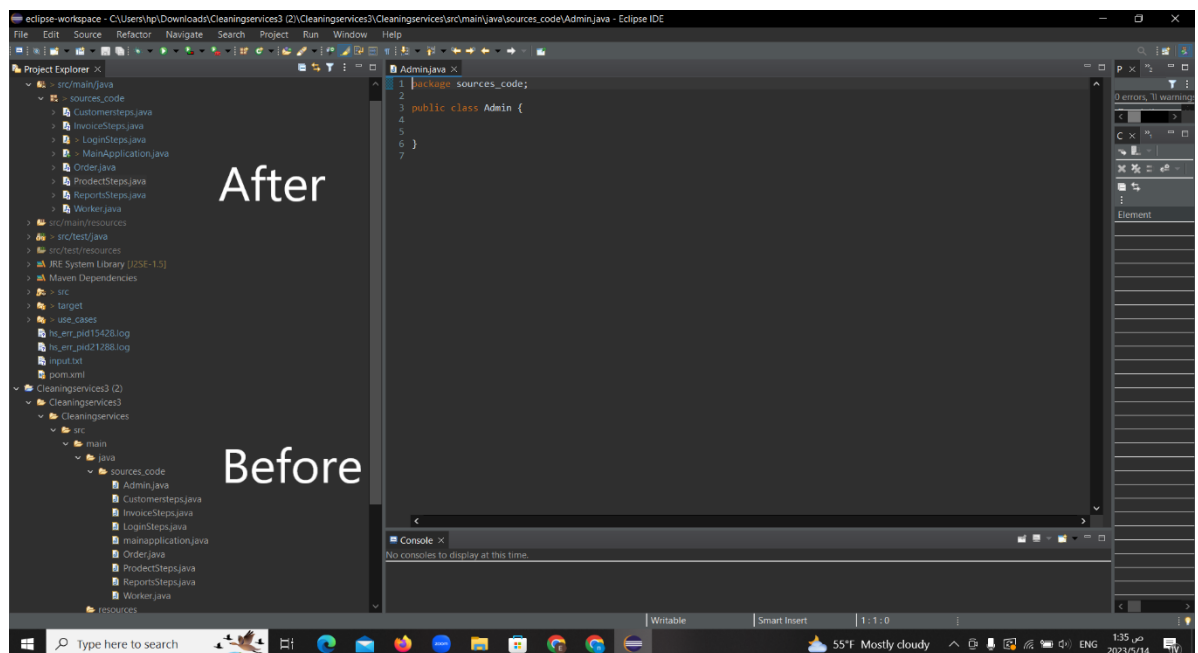 eclipse-workspace - C:\Users\hp\Downloads\Cleaningservices3 (2)\Cleaningservices3\Cleaningservices\src\main\java\sources_code\Admin.java - Eclipse IDE
File Edit Source Refactor Navigate Search Project Run Window Help
Project Explorer
> src/main/java
> sources_code
Customersteps.java
InvoiceSteps.java
> LoginSteps.java
> MainApplication.java
Order.java
ProdectSteps.java
ReportsSteps.java
Worker.java
After
src/main/resources
> src/test/java
src/test/resources
JRE System Library [J2SE-1.5]
Maven Dependencies
> src
> target
> use_cases
hs_err_pid15428.log
hs_err_pid21288.log
input.txt
pom.xml
Cleaningservices3 (2)
Cleaningservices3
Cleaningservices
src
main
java
sources_code
Before
Admin.java
Customersteps.java
InvoiceSteps.java
LoginSteps.java
mainapplication.java
Order.java
ProdectSteps.java
ReportsSteps.java
Worker.java
resources
Admin.java
1 package sources_code;
2
3 public class Admin {
4
5
6 }
7
Console
No consoles to display at this time.
P
C
Element
Writable
Smart Insert
1:1:0
Type here to search
55°F Mostly cloudy
ENG
1:35 ص
2023/5/14